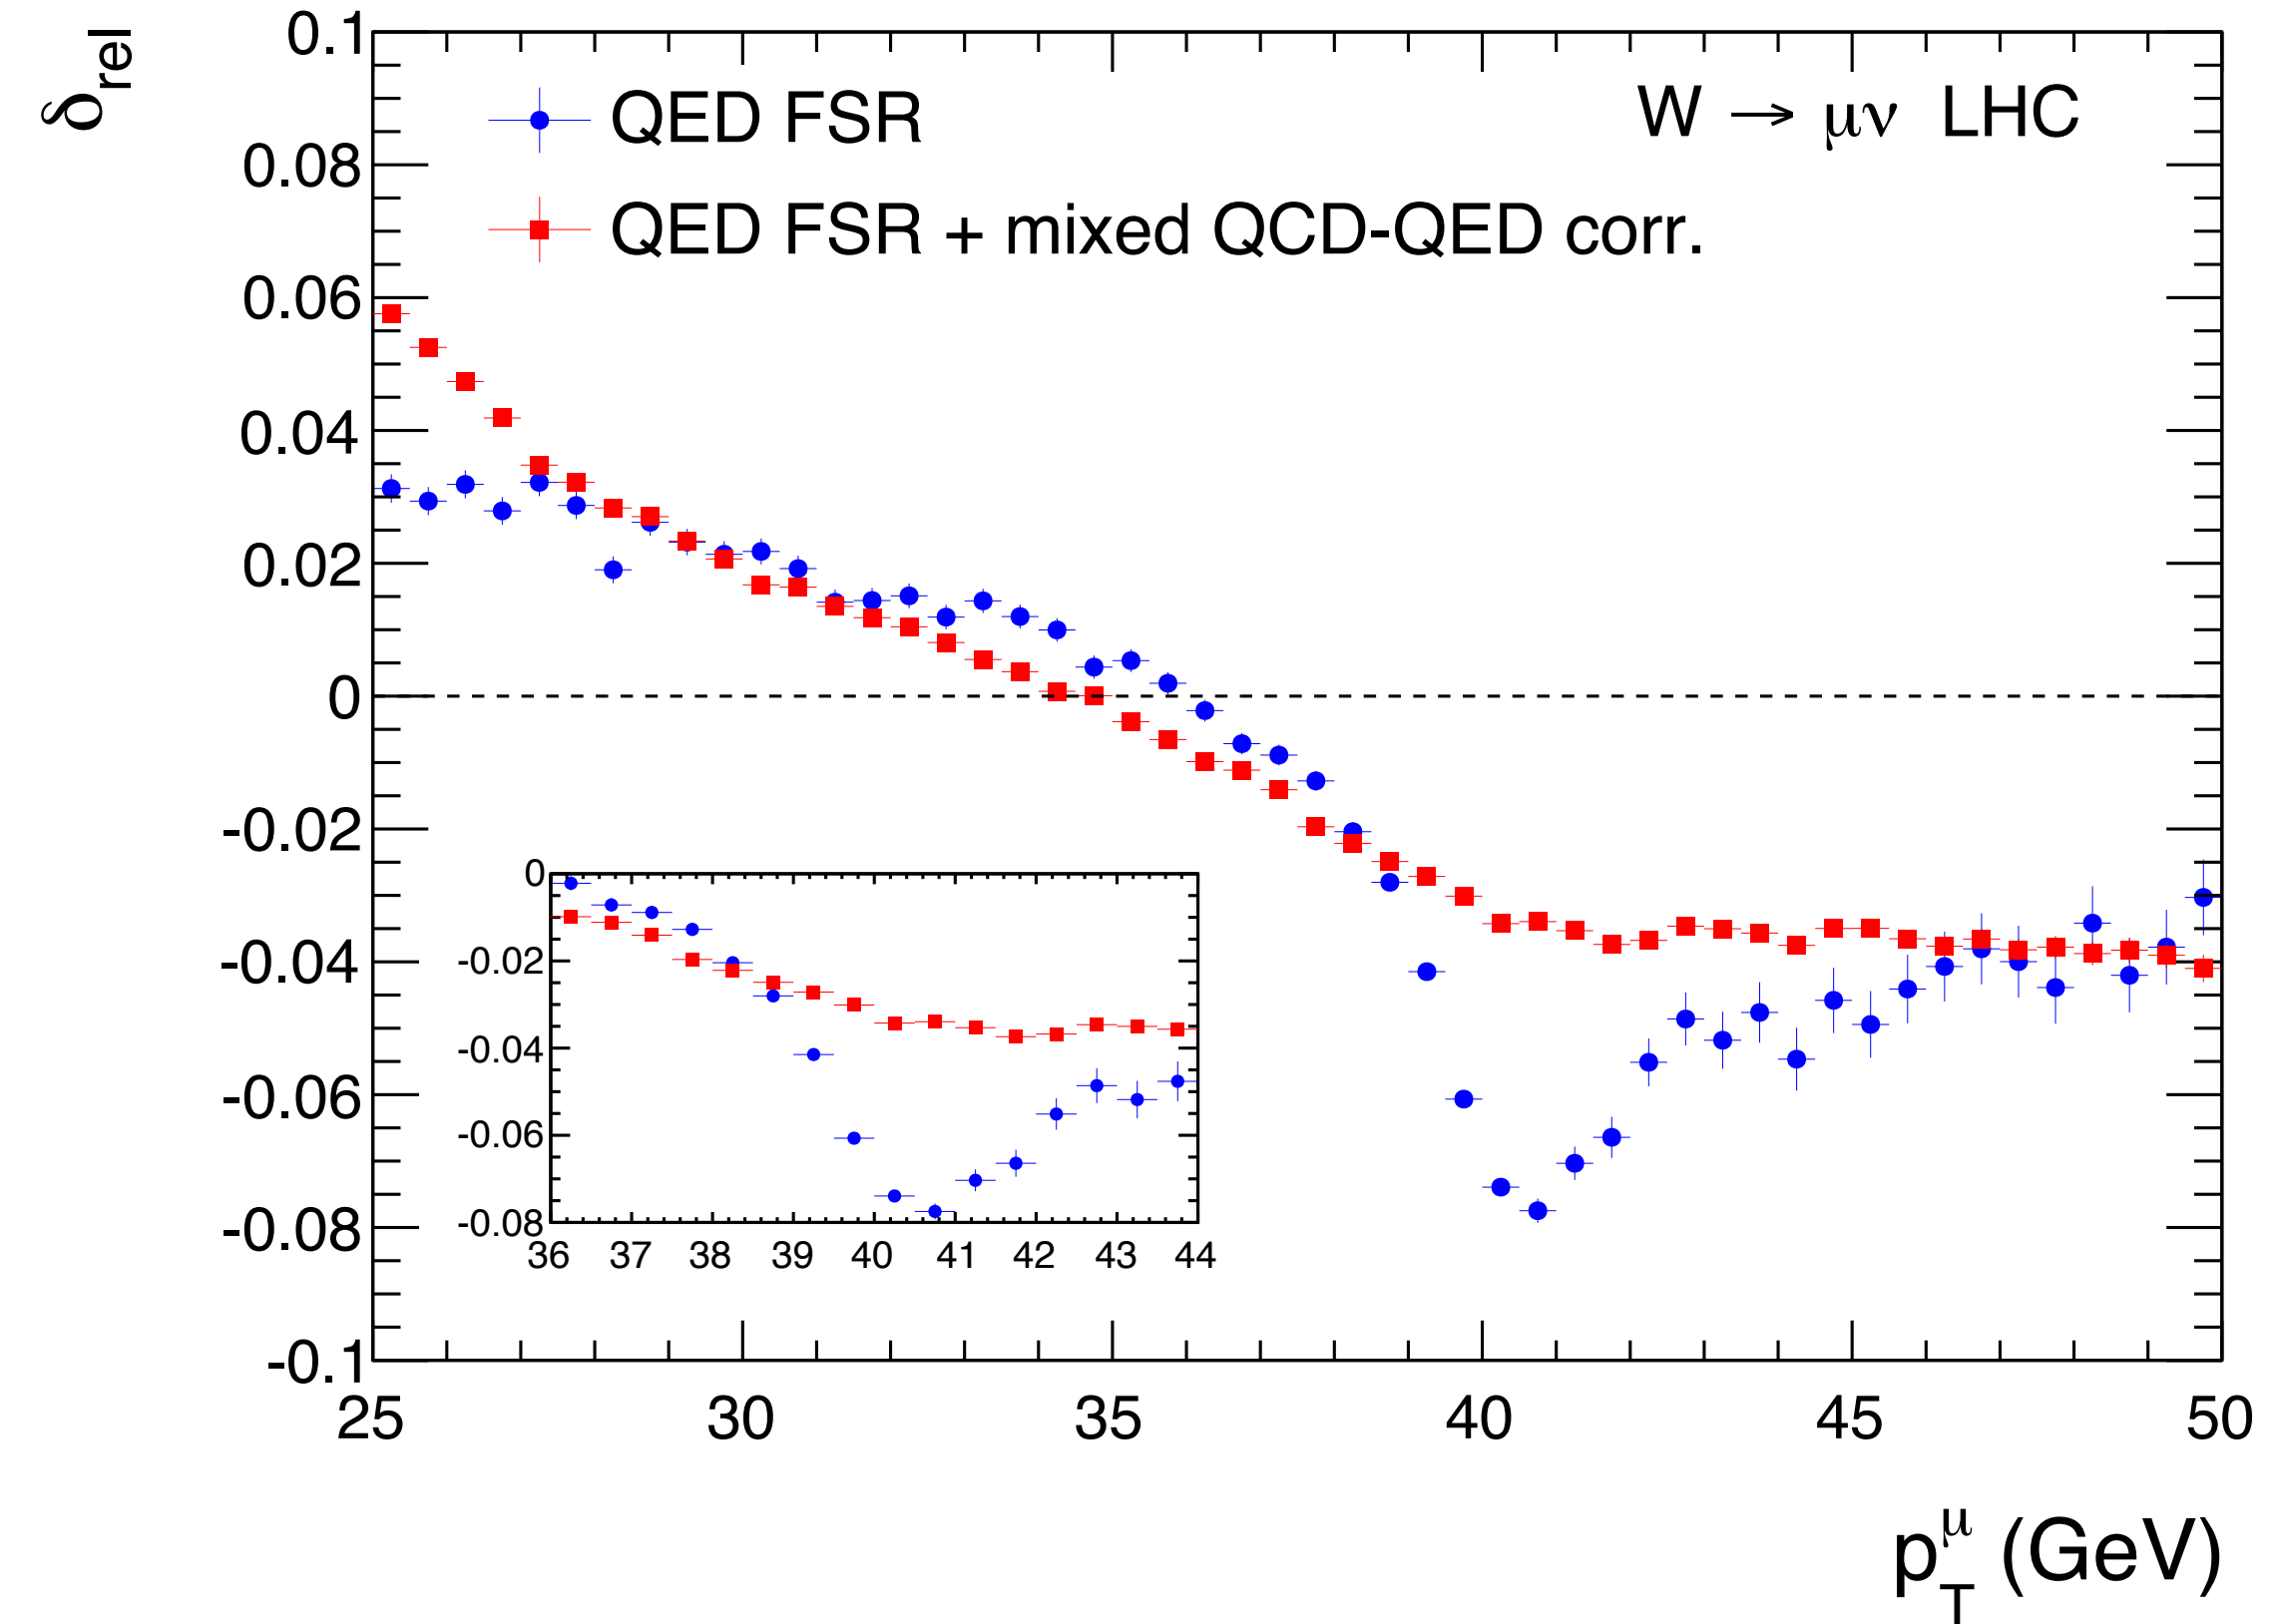 δrel
0.1
0.08
0.06
0.04
0.02
0
-0.02
-0.04
-0.06
-0.08
-0.1
QED FSR
QED FSR + mixed QCD-QED corr.
W → μν LHC
0
-0.02
-0.04
-0.06
-0.08
36 37 38 39 40 41 42 43 44
25 30 35 40 45 50
pTμ (GeV)